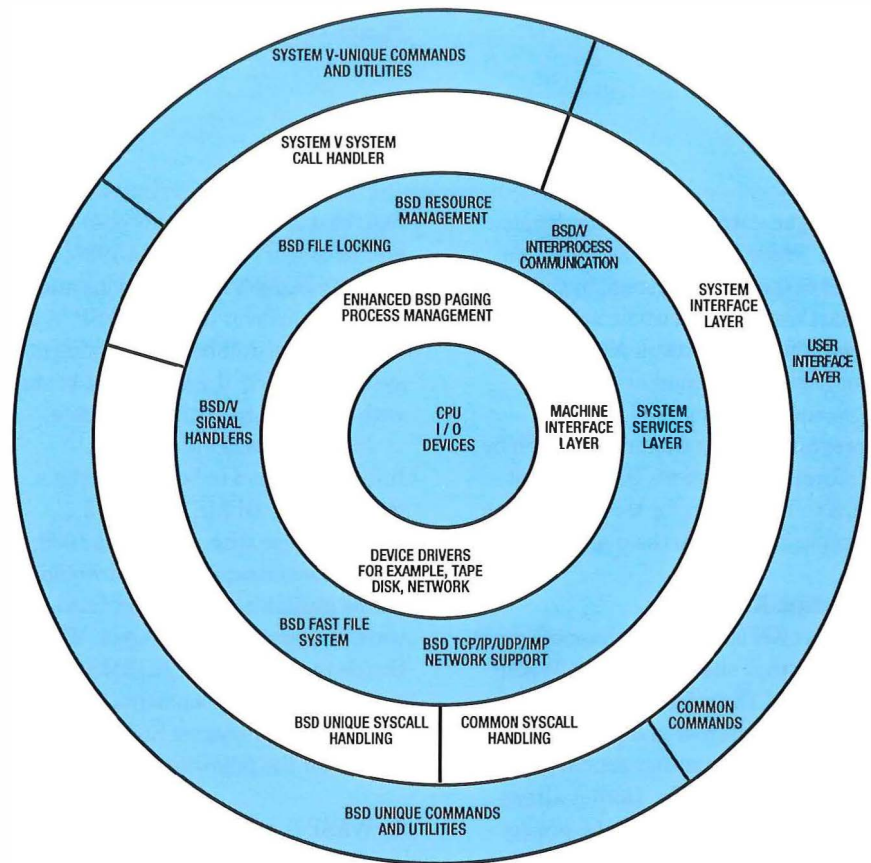 SYSTEM V-UNIQUE COMMANDS
AND UTILITIES
SYSTEM V SYSTEM
CALL HANDLER
BSD RESOURCE
MANAGEMENT
BSD FILE LOCKING
BSD/V
INTERPROCESS
COMMUNICATION
ENHANCED BSD PAGING
PROCESS MANAGEMENT
SYSTEM
INTERFACE
LAYER
USER
INTERFACE
LAYER
BSD/V
SIGNAL
HANDLERS
CPU
I / O
DEVICES
MACHINE
INTERFACE
LAYER
SYSTEM
SERVICES
LAYER
DEVICE DRIVERS
FOR EXAMPLE, TAPE
DISK, NETWORK
BSD FAST FILE
SYSTEM
BSD TCP/IP/UDP/IMP
NETWORK SUPPORT
BSD UNIQUE SYSCALL
HANDLING
COMMON SYSCALL
HANDLING
COMMON
COMMANDS
BSD UNIQUE COMMANDS
AND UTILITIES